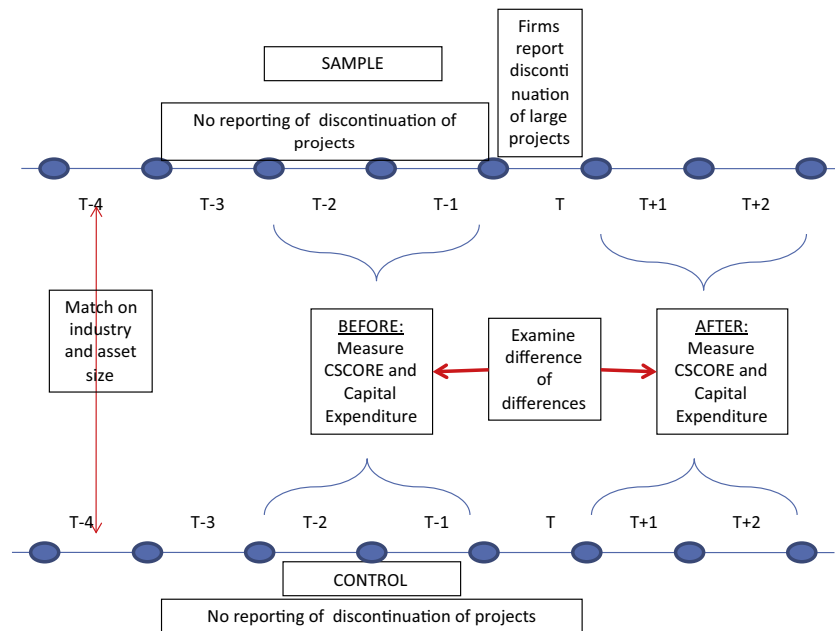 SAMPLE
Firms
report
disconti
nuation
of large
projects
No reporting of discontinuation of
projects
T-4 T-3 T-2 T-1 T T+1 T+2
Match on
industry
and asset
size
BEFORE:
Measure
CSCORE and
Capital
Expenditure
Examine
difference
of
differences
AFTER:
Measure
CSCORE and
Capital
Expenditure
T-4 T-3 T-2 T-1 T T+1 T+2
CONTROL
No reporting of discontinuation of projects